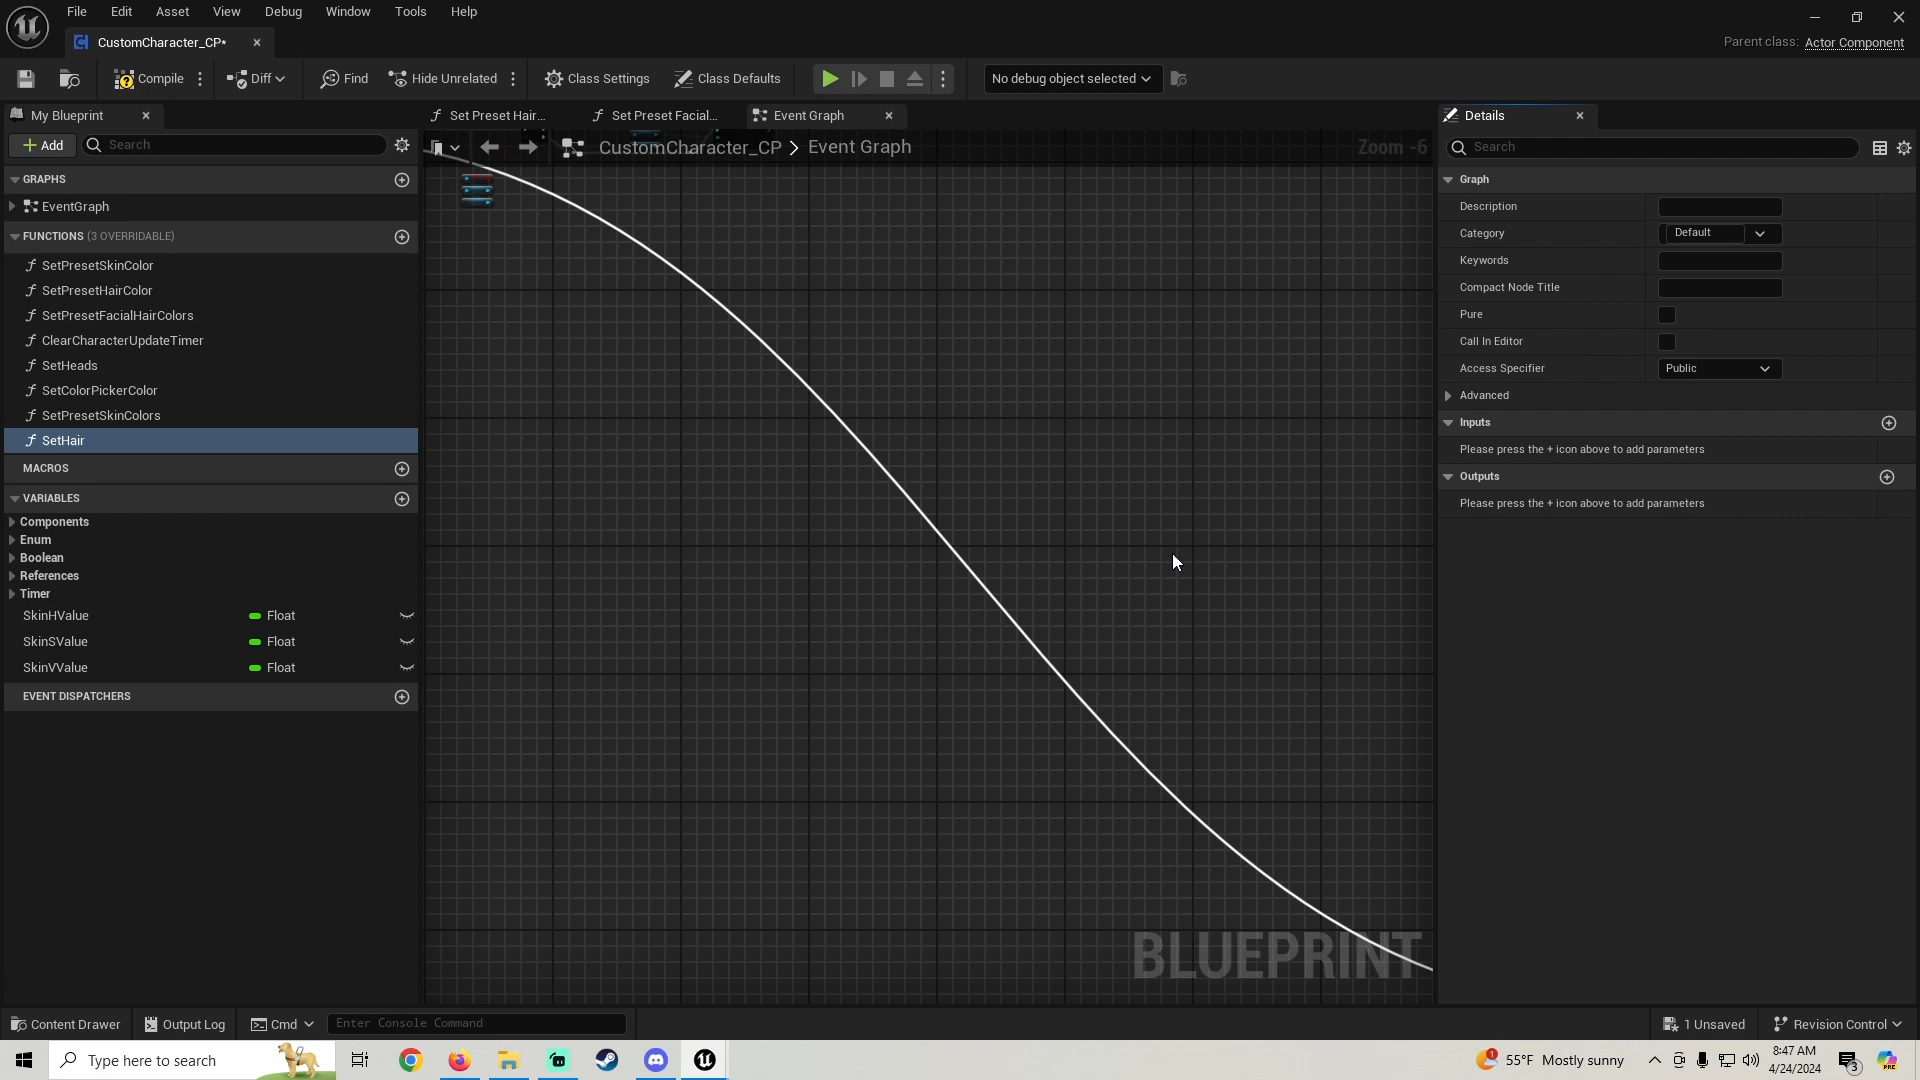 File Edit Asset View Debug Window Tools Help
CustomCharacter_CP*
Parent class: Actor Component
Compile Diff Find Hide Unrelated Class Settings Class Defaults No debug object selected
My Blueprint
Set Preset Hair... Set Preset Facial... Event Graph
Details
Add Search
CustomCharacter_CP > Event Graph
Zoom -6
Search
GRAPHS
Graph
EventGraph
Description
FUNCTIONS (3 OVERRIDABLE)
Category Default
SetPresetSkinColor
Keywords
SetPresetHairColor
Compact Node Title
SetPresetFacialHairColors
Pure
ClearCharacterUpdateTimer
Call In Editor
SetHeads
Access Specifier Public
SetColorPickerColor
Advanced
SetPresetSkinColors
Inputs
SetHair
Please press the + icon above to add parameters
MACROS
Outputs
VARIABLES
Please press the + icon above to add parameters
Components
Enum
Boolean
References
Timer
SkinHValue Float
SkinSValue Float
SkinVValue Float
EVENT DISPATCHERS
BLUEPRINT
Content Drawer Output Log Cmd Enter Console Command
1 Unsaved Revision Control
Type here to search
55°F Mostly sunny
8:47 AM
4/24/2024
3